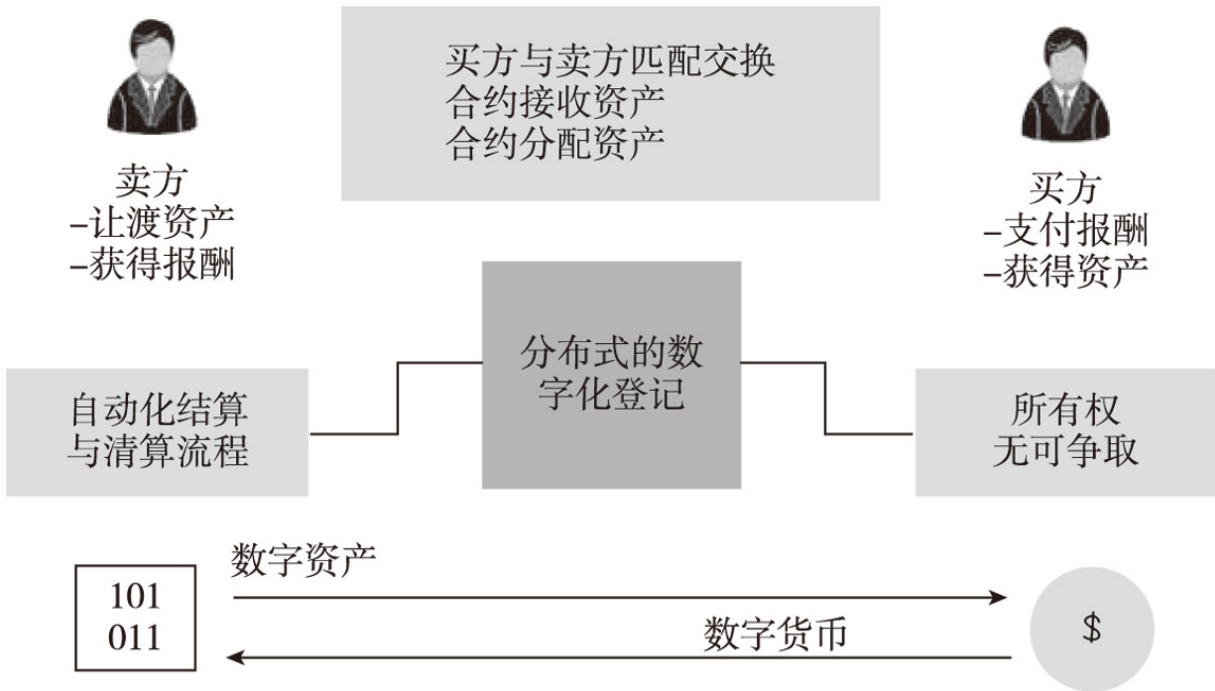 买方与卖方匹配交换
合约接收资产
合约分配资产
卖方
–让渡资产
–获得报酬
买方
–支付报酬
–获得资产
分布式的数
字化登记
自动化结算
与清算流程
所有权
无可争取
数字资产
101
011
数字货币
$